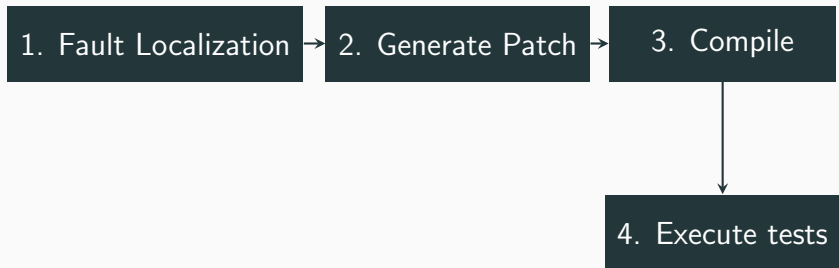 1. Fault Localization
2. Generate Patch
3. Compile
4. Execute tests